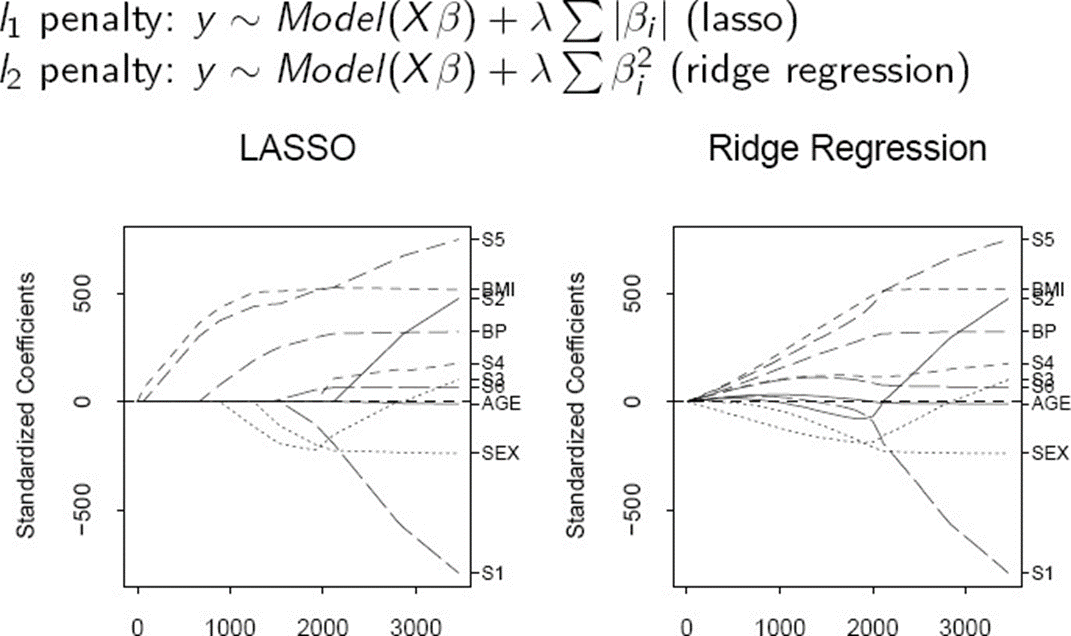 l₁ penalty: y ∼ Model(Xβ) + λ∑|βᵢ| (lasso)
l₂ penalty: y ∼ Model(Xβ) + λ∑βᵢ² (ridge regression)
LASSO
Standardized Coefficients
500
0
−500
0 1000 2000 3000
S5
BMI
S2
BP
S4
S3
S6
AGE
SEX
S1
Ridge Regression
Standardized Coefficients
500
0
−500
0 1000 2000 3000
S5
BMI
S2
BP
S4
S3
S6
AGE
SEX
S1